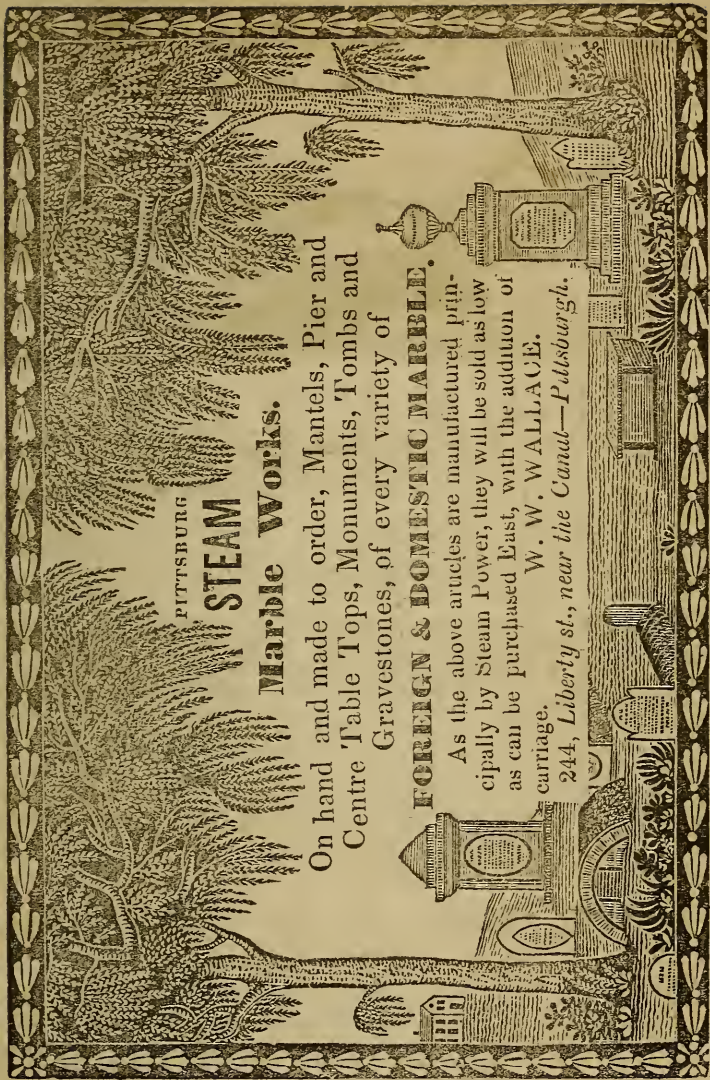 PITTSBURG
STEAM
Marble Works.
On hand and made to order, Mantels, Pier and
Centre Table Tops, Monuments, Tombs and
Gravestones, of every variety of
FOREIGN & DOMESTIC MARBLE.
As the above articles are manufactured prin-
cipally by Steam Power, they will be sold as low
as can be purchased East, with the addition of
carriage. W. W. WALLACE.
244, Liberty st., near the Canal—Pittsburgh.